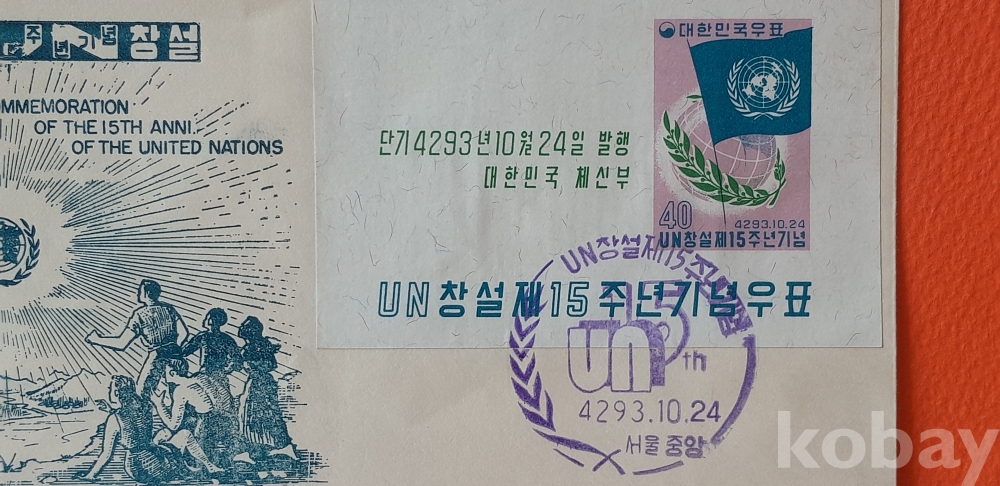 주년기념 창설
COMMEMORATION
OF THE 15TH ANNI.
OF THE UNITED NATIONS
대한민국우표
단기4293년10월24일 발행
대한민국 체신부
40
4293.10.24
UN창설제15주년기념
UN창설제15주년기념우표
UN창설제15주년기념
15th
UN
4293.10.24
서울중앙
kobay